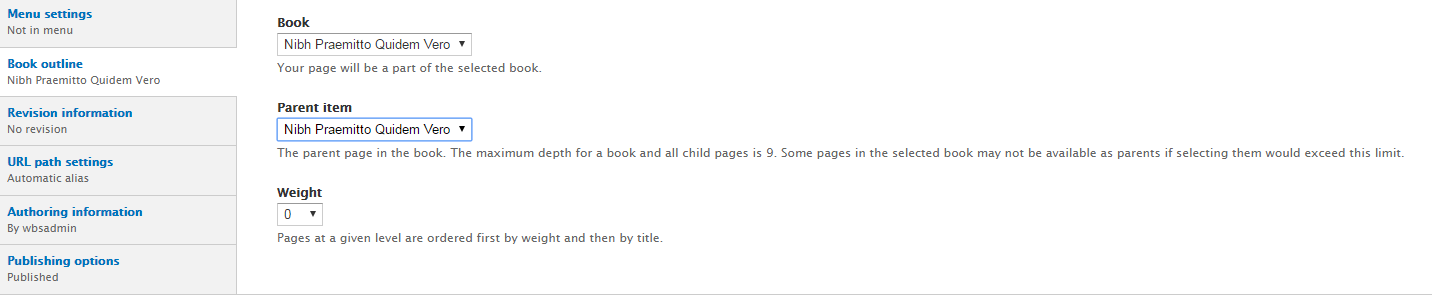 Menu settings
Not in menu
Book outline
Nibh Praemitto Quidem Vero
Revision information
No revision
URL path settings
Automatic alias
Authoring information
By wbsadmin
Publishing options
Published
Book
Nibh Praemitto Quidem Vero
Your page will be a part of the selected book.
Parent item
Nibh Praemitto Quidem Vero
The parent page in the book. The maximum depth for a book and all child pages is 9. Some pages in the selected book may not be available as parents if selecting them would exceed this limit.
Weight
0
Pages at a given level are ordered first by weight and then by title.